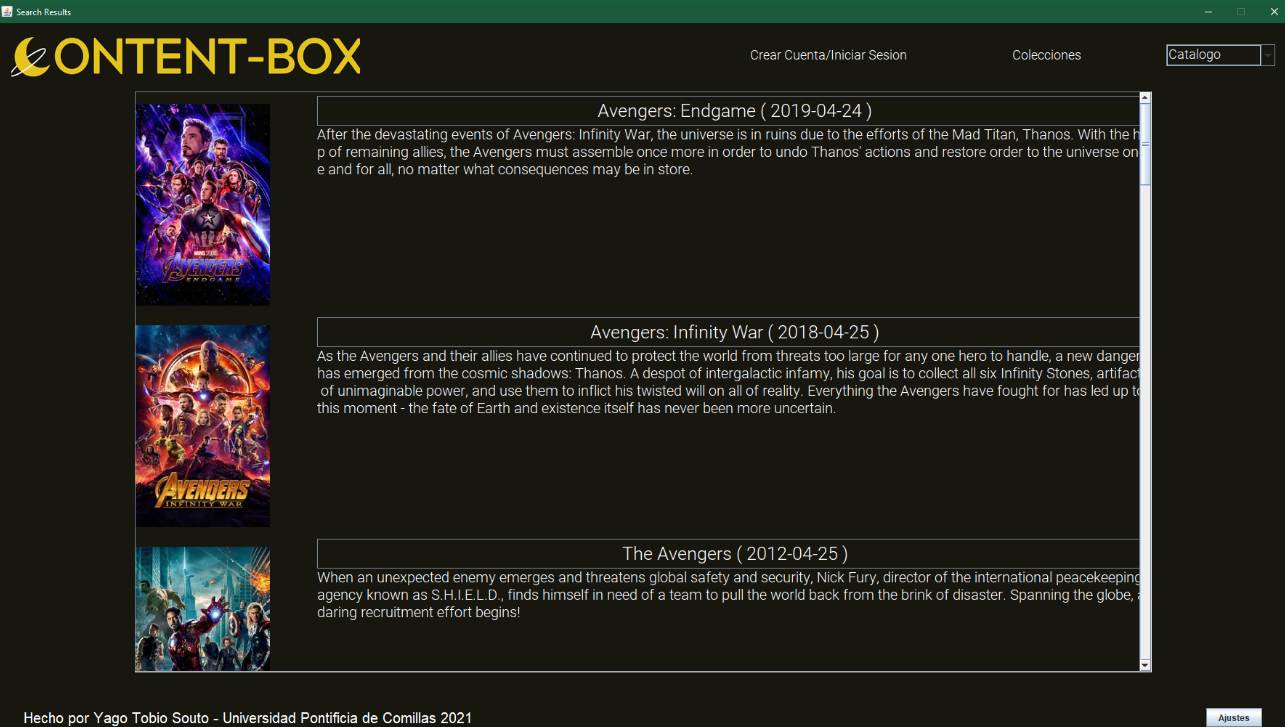 Search Results
CONTENT-BOX
Crear Cuenta/Iniciar Sesion
Colecciones
Catalogo
Avengers: Endgame ( 2019-04-24 )
After the devastating events of Avengers: Infinity War, the universe is in ruins due to the efforts of the Mad Titan, Thanos. With the h
p of remaining allies, the Avengers must assemble once more in order to undo Thanos' actions and restore order to the universe on
e and for all, no matter what consequences may be in store.
MARVEL STUDIOS
AVENGERS
ENDGAME
Avengers: Infinity War ( 2018-04-25 )
As the Avengers and their allies have continued to protect the world from threats too large for any one hero to handle, a new danger
has emerged from the cosmic shadows: Thanos. A despot of intergalactic infamy, his goal is to collect all six Infinity Stones, artifact
of unimaginable power, and use them to inflict his twisted will on all of reality. Everything the Avengers have fought for has led up to
this moment - the fate of Earth and existence itself has never been more uncertain.
AVENGERS
INFINITY WAR
The Avengers ( 2012-04-25 )
When an unexpected enemy emerges and threatens global safety and security, Nick Fury, director of the international peacekeeping
agency known as S.H.I.E.L.D., finds himself in need of a team to pull the world back from the brink of disaster. Spanning the globe, a
daring recruitment effort begins!
Hecho por Yago Tobio Souto - Universidad Pontificia de Comillas 2021
Ajustes